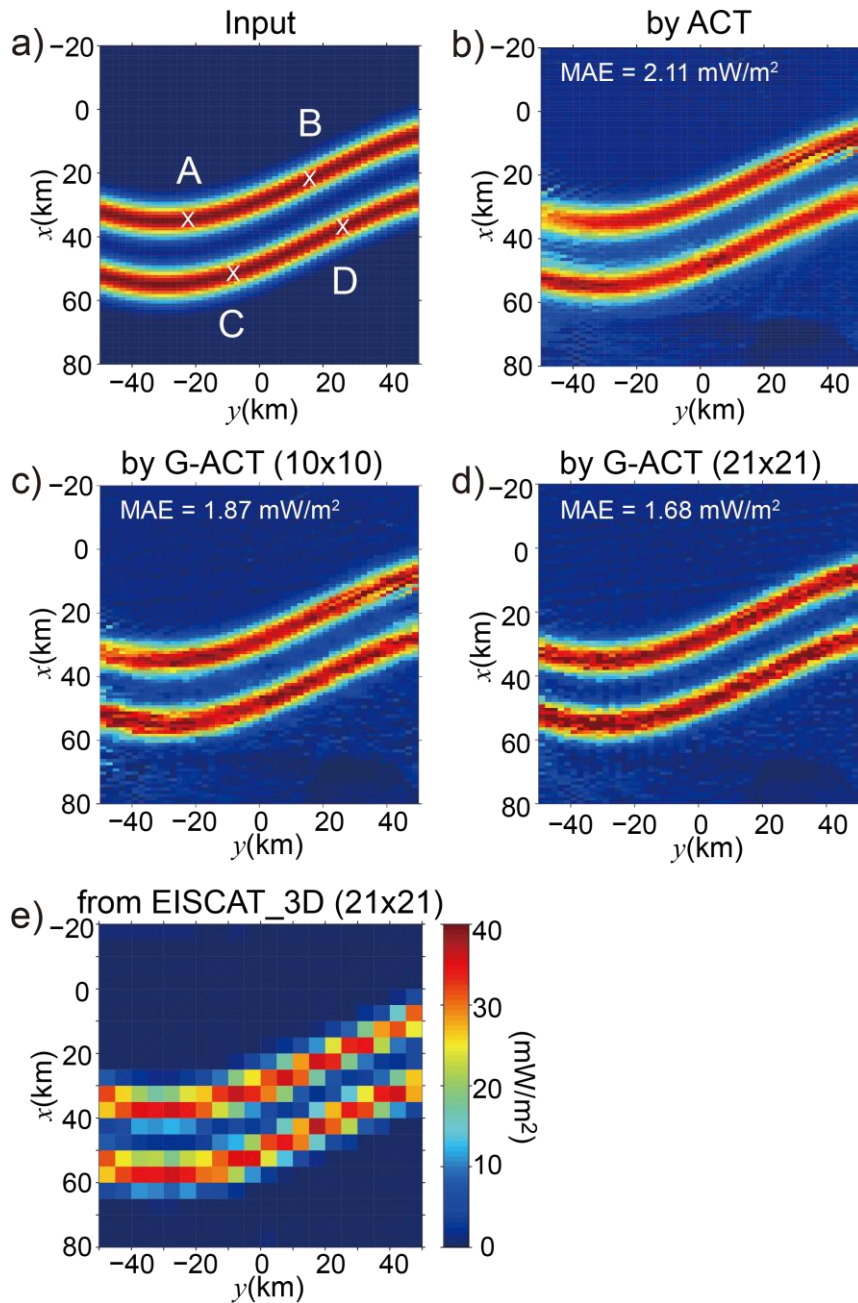 a)
Input
−20
0
20
40
60
80
x(km)
A
B
C
D
−40
−20
0
20
40
y(km)
b)
by ACT
MAE = 2.11 mW/m²
−20
0
20
40
60
80
x(km)
−40
−20
0
20
40
y(km)
c)
by G-ACT (10x10)
MAE = 1.87 mW/m²
−20
0
20
40
60
80
x(km)
−40
−20
0
20
40
y(km)
d)
by G-ACT (21x21)
MAE = 1.68 mW/m²
−20
0
20
40
60
80
x(km)
−40
−20
0
20
40
y(km)
e)
from EISCAT_3D (21x21)
−20
0
20
40
60
80
x(km)
−40
−20
0
20
40
y(km)
40
30
20
10
0
(mW/m²)